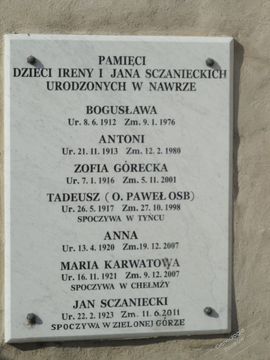 PAMIĘCI
DZIECI IRENY I JANA SCZANIECKICH
URODZONYCH W NAWRZE
BOGUSŁAWA
Ur. 8. 6. 1912 Zm. 9. 1. 1976
ANTONI
Ur. 21. 11. 1913 Zm. 12. 2. 1980
ZOFIA GÓRECKA
Ur. 7. 1. 1916 Zm. 5. 11. 2001
TADEUSZ ( O. PAWEŁ OSB)
Ur. 26. 5. 1917 Zm. 27. 10. 1998
SPOCZYWA W TYŃCU
ANNA
Ur. 13. 4. 1920 Zm. 19. 12. 2007
MARIA KARWATOWA
Ur. 16. 11. 1921 Zm. 9. 12. 2007
SPOCZYWA W CHEŁMŻY
JAN SCZANIECKI
Ur. 22. 2. 1923 Zm. 11. 6. 2011
SPOCZYWA W ZIELONEJ GÓRZE